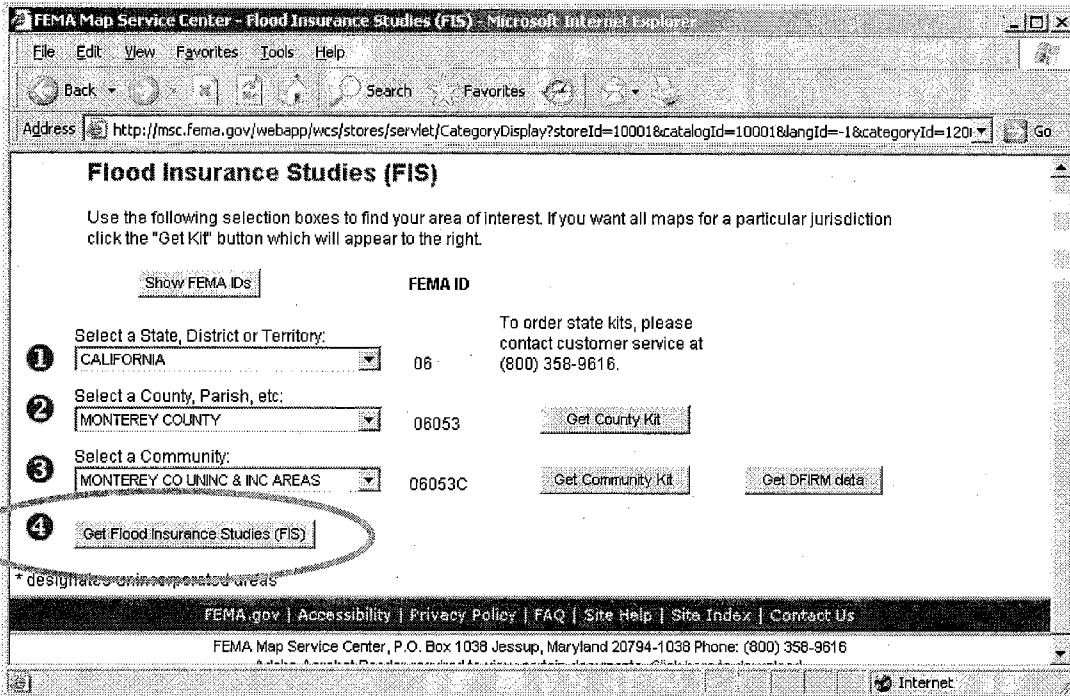 FEMA Map Service Center - Flood Insurance Studies (FIS) - Microsoft Internet Explorer
File Edit View Favorites Tools Help
Back Search Favorites
Address http://msc.fema.gov/webapp/wcs/stores/servlet/CategoryDisplay?storeId=10001&catalogId=10001&langId=-1&categoryId=120 Go
Flood Insurance Studies (FIS)
Use the following selection boxes to find your area of interest. If you want all maps for a particular jurisdiction
click the "Get Kit" button which will appear to the right.
Show FEMA IDs FEMA ID
To order state kits, please
contact customer service at
(800) 358-9616.
1 Select a State, District or Territory:
CALIFORNIA 06
2 Select a County, Parish, etc:
MONTEREY COUNTY 06053 Get County Kit
3 Select a Community:
MONTEREY CO UNINC & INC AREAS 06053C Get Community Kit Get DFIRM data
4 Get Flood Insurance Studies (FIS)
* designates unincorporated areas
FEMA.gov | Accessibility | Privacy Policy | FAQ | Site Help | Site Index | Contact Us
FEMA Map Service Center, P.O. Box 1038 Jessup, Maryland 20794-1038 Phone: (800) 358-9616
Internet